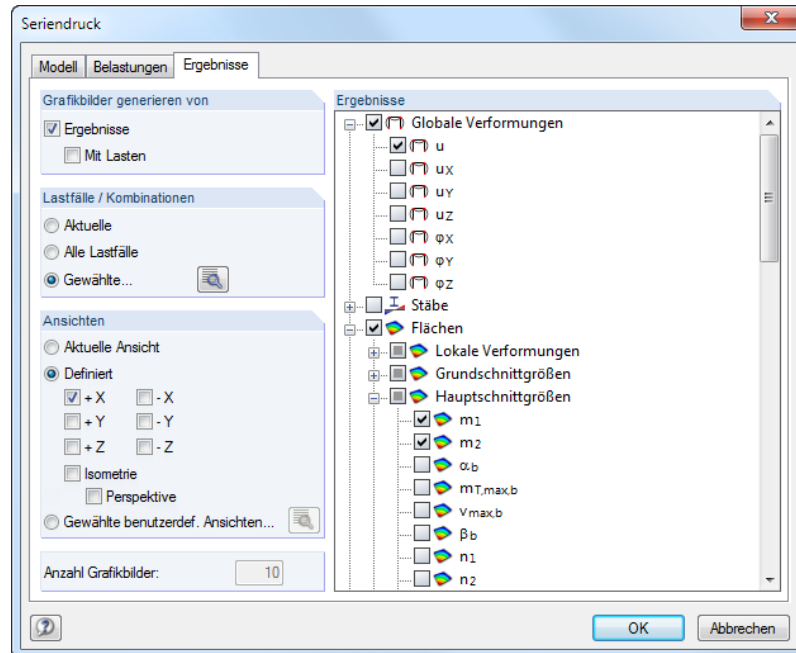 Seriendruck
Modell
Belastungen
Ergebnisse
Grafikbilder generieren von
Ergebnisse
Mit Lasten
Lastfälle / Kombinationen
Aktuelle
Alle Lastfälle
Gewählte...
Ansichten
Aktuelle Ansicht
Definiert
+ X - X
+ Y - Y
+ Z - Z
Isometrie
Perspektive
Gewählte benutzerdef. Ansichten...
Anzahl Grafikbilder: 10
Ergebnisse
Globale Verformungen
u
uX
uY
uZ
φX
φY
φZ
Stäbe
Flächen
Lokale Verformungen
Grundschnittgrößen
Hauptschnittgrößen
m1
m2
αb
mT,max,b
vmax,b
βb
n1
n2
OK
Abbrechen